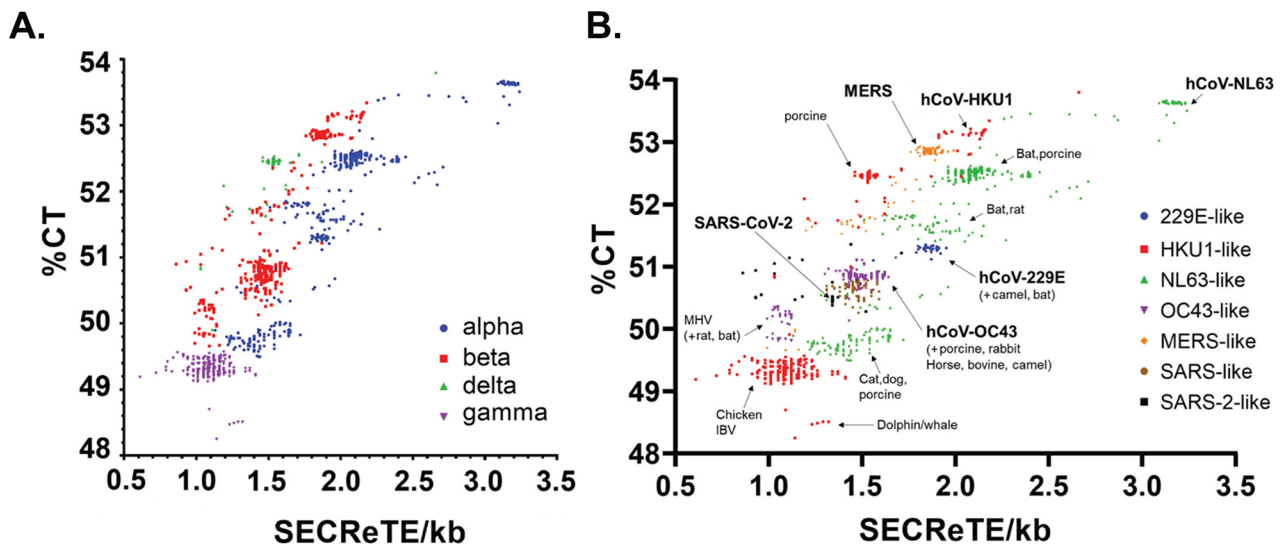 A.
54
53
52
51
50
49
48
%CT
0.5 1.0 1.5 2.0 2.5 3.0 3.5
SECReTE/kb
alpha
beta
delta
gamma
B.
54
53
52
51
50
49
48
%CT
0.5 1.0 1.5 2.0 2.5 3.0 3.5
SECReTE/kb
hCoV-NL63
MERS
hCoV-HKU1
porcine
Bat,porcine
Bat,rat
SARS-CoV-2
hCoV-229E
(+camel, bat)
MHV
(+rat, bat)
hCoV-OC43
(+porcine, rabbit
Horse, bovine, camel)
Cat,dog,
porcine
Chicken
IBV
Dolphin/whale
229E-like
HKU1-like
NL63-like
OC43-like
MERS-like
SARS-like
SARS-2-like